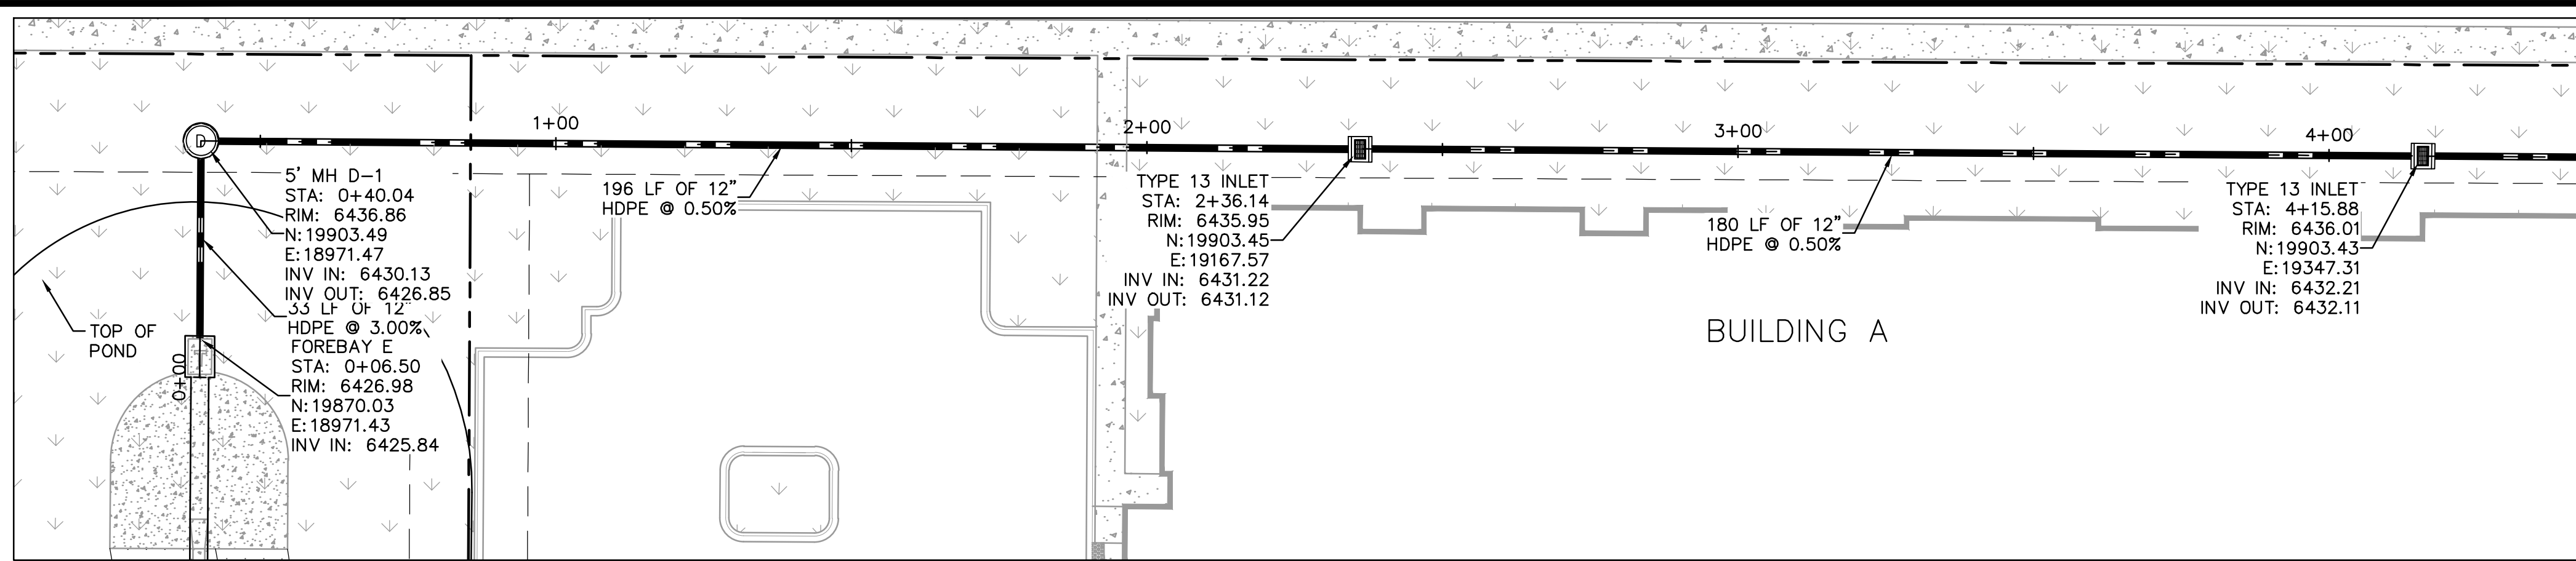 1+00
2+00
3+00
4+00
D
5' MH D-1
STA: 0+40.04
RIM: 6436.86
N:19903.49
E:18971.47
INV IN: 6430.13
INV OUT: 6426.85
33 LF OF 12"
HDPE @ 3.00%
FOREBAY E
STA: 0+06.50
RIM: 6426.98
N:19870.03
E:18971.43
INV IN: 6425.84
TOP OF
POND
0+00
196 LF OF 12"
HDPE @ 0.50%
TYPE 13 INLET
STA: 2+36.14
RIM: 6435.95
N:19903.45
E:19167.57
INV IN: 6431.22
INV OUT: 6431.12
180 LF OF 12"
HDPE @ 0.50%
BUILDING A
TYPE 13 INLET
STA: 4+15.88
RIM: 6436.01
N:19903.43
E:19347.31
INV IN: 6432.21
INV OUT: 6432.11